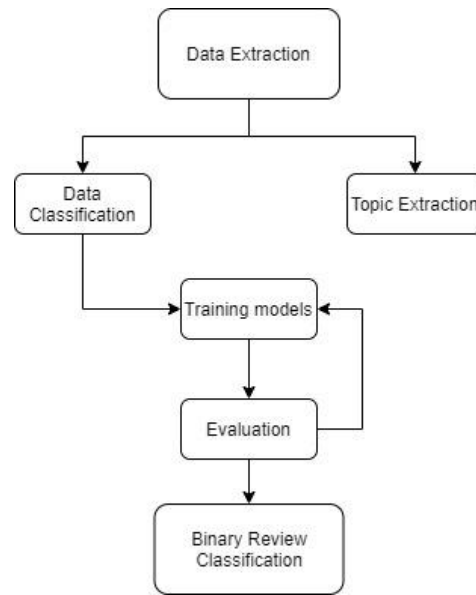 Data Extraction
Data
Classification
Topic Extraction
Training models
Evaluation
Binary Review
Classification